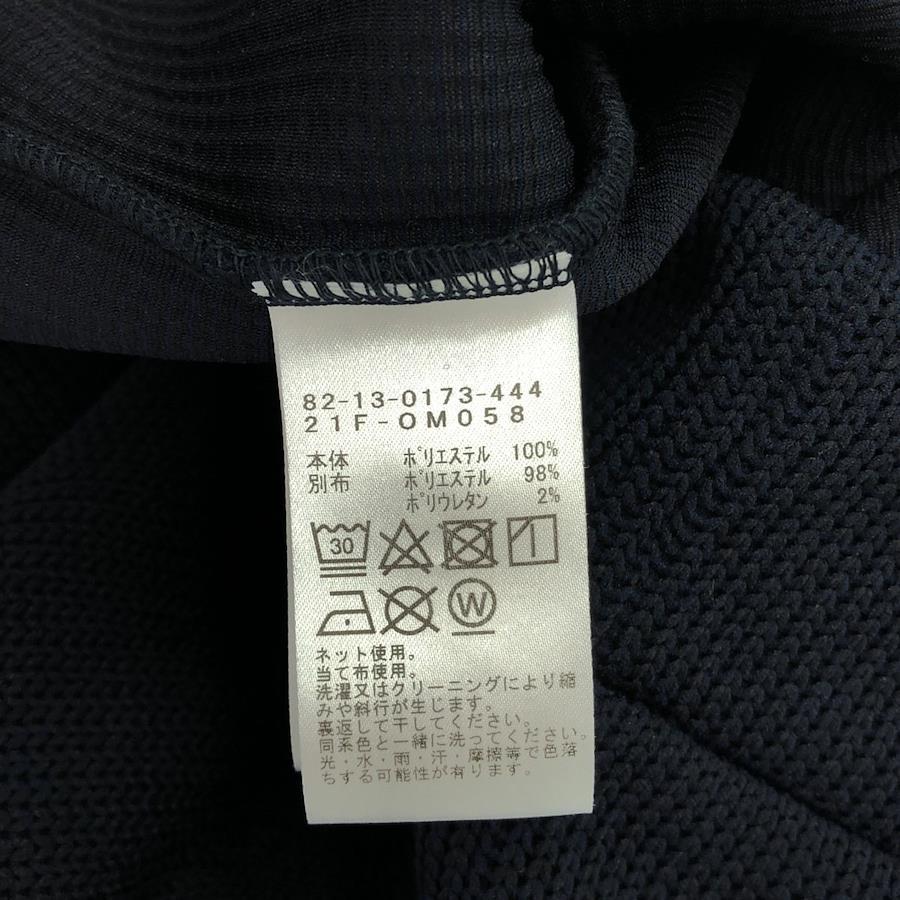 82-13-0173-444
21F-OM058
本体 ポリエステル 100%
別布 ポリエステル 98%
ポリウレタン 2%
30
W
ネット使用。
当て布使用。
洗濯又はクリーニングにより縮
みや斜行が生じます。
裏返して干してください。
同系色と一緒に洗ってください。
光・水・雨・汗・摩擦等で色落
ちする可能性が有ります。